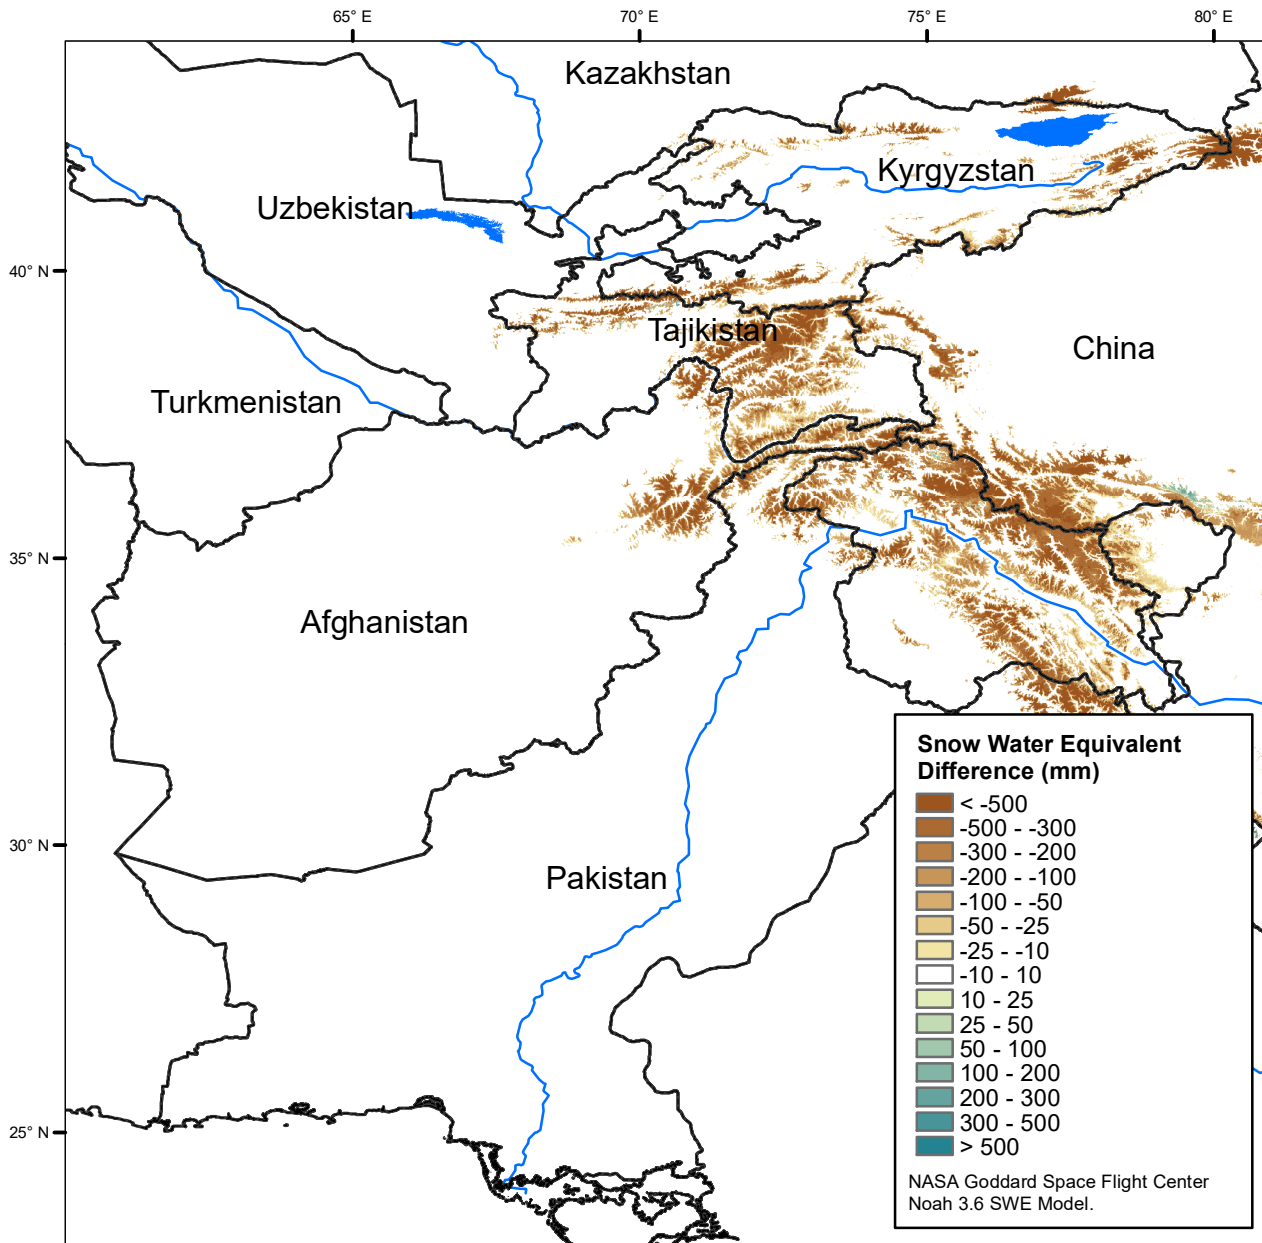 65° E
70° E
75° E
80° E
Kazakhstan
Kyrgyzstan
Uzbekistan
40° N
Tajikistan
China
Turkmenistan
35° N
Afghanistan
30° N
Pakistan
25° N
Snow Water Equivalent
Difference (mm)
< -500
-500 - -300
-300 - -200
-200 - -100
-100 - -50
-50 - -25
-25 - -10
-10 - 10
10 - 25
25 - 50
50 - 100
100 - 200
200 - 300
300 - 500
> 500
NASA Goddard Space Flight Center
Noah 3.6 SWE Model.